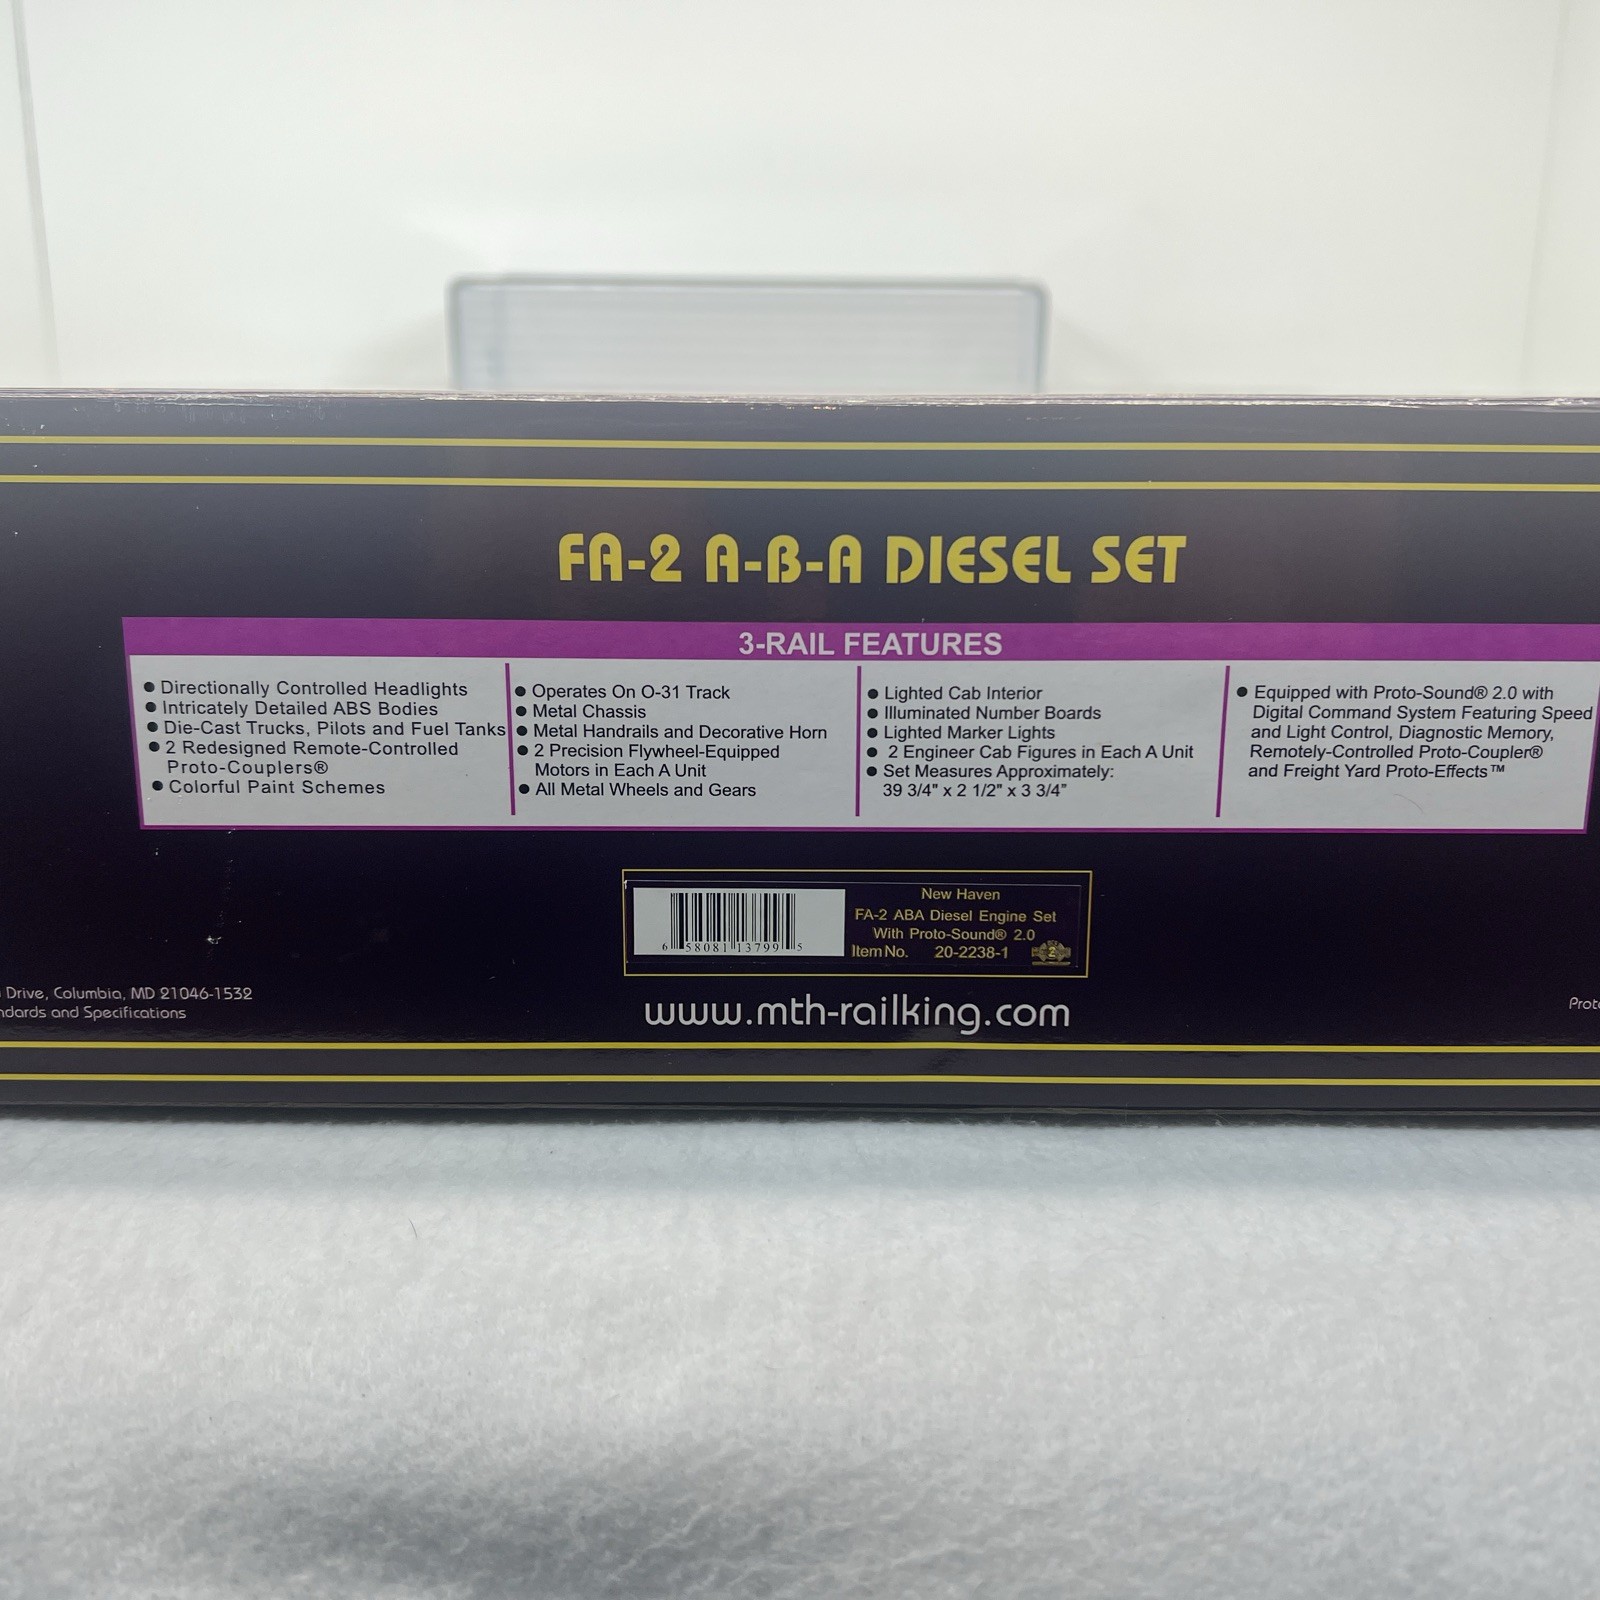 FA-2 A-B-A DIESEL SET
3-RAIL FEATURES
● Directionally Controlled Headlights
● Intricately Detailed ABS Bodies
● Die-Cast Trucks, Pilots and Fuel Tanks
● 2 Redesigned Remote-Controlled
Proto-Couplers®
● Colorful Paint Schemes
● Operates On O-31 Track
● Metal Chassis
● Metal Handrails and Decorative Horn
● 2 Precision Flywheel-Equipped
Motors in Each A Unit
● All Metal Wheels and Gears
● Lighted Cab Interior
● Illuminated Number Boards
● Lighted Marker Lights
● 2 Engineer Cab Figures in Each A Unit
● Set Measures Approximately:
39 3/4" x 2 1/2" x 3 3/4"
● Equipped with Proto-Sound® 2.0 with
Digital Command System Featuring Speed
and Light Control, Diagnostic Memory,
Remotely-Controlled Proto-Coupler®
and Freight Yard Proto-Effects™
6 58081 13799 5
New Haven
FA-2 ABA Diesel Engine Set
With Proto-Sound® 2.0
Item No. 20-2238-1
2
Drive, Columbia, MD 21046-1532
ndards and Specifications
www.mth-railking.com
Prot